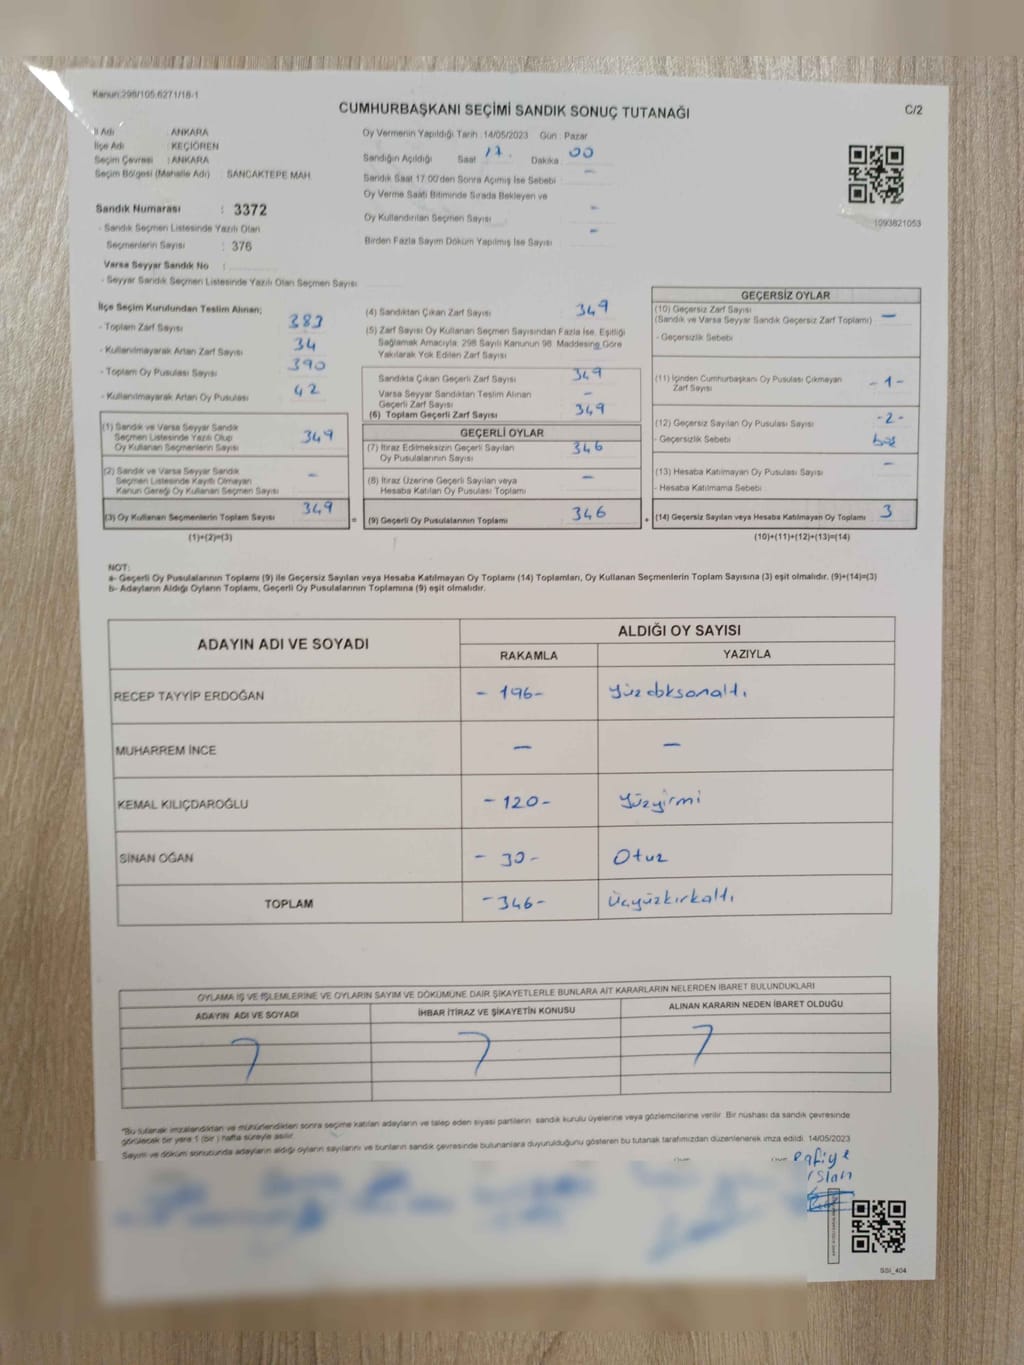 Kanun:298/105,6271/18-1
CUMHURBAŞKANI SEÇİMİ SANDIK SONUÇ TUTANAĞI
C/2
İl Adı : ANKARA
İlçe Adı : KEÇİÖREN
Seçim Çevresi : ANKARA
Seçim Bölgesi (Mahalle Adı) : SANCAKTEPE MAH.
Sandık Numarası : 3372
- Sandık Seçmen Listesinde Yazılı Olan
Seçmenlerin Sayısı : 376
Varsa Seyyar Sandık No :
- Seyyar Sandık Seçmen Listesinde Yazılı Olan Seçmen Sayısı
Oy Vermenin Yapıldığı Tarih : 14/05/2023 Gün : Pazar
Sandığın Açıldığı Saat 17. Dakika 00
Sandık Saat 17.00'den Sonra Açılmış İse Sebebi –
Oy Verme Saati Bitiminde Sırada Bekleyen ve
Oy Kullandırılan Seçmen Sayısı –
Birden Fazla Sayım Döküm Yapılmış İse Sayısı –
1093821053
İlçe Seçim Kurulundan Teslim Alınan;
- Toplam Zarf Sayısı 383
- Kullanılmayarak Artan Zarf Sayısı 34
- Toplam Oy Pusulası Sayısı 390
- Kullanılmayarak Artan Oy Pusulası 42
(1) Sandık ve Varsa Seyyar Sandık
Seçmen Listesinde Yazılı Olup
Oy Kullanan Seçmenlerin Sayısı 349
(2) Sandık ve Varsa Seyyar Sandık
Seçmen Listesinde Kayıtlı Olmayan
Kanun Gereği Oy Kullanan Seçmen Sayısı –
(3) Oy Kullanan Seçmenlerin Toplam Sayısı 349
(1)+(2)=(3)
(4) Sandıktan Çıkan Zarf Sayısı 349
(5) Zarf Sayısı Oy Kullanan Seçmen Sayısından Fazla İse, Eşitliği
Sağlamak Amacıyla; 298 Sayılı Kanunun 98. Maddesine Göre
Yakılarak Yok Edilen Zarf Sayısı
Sandıkta Çıkan Geçerli Zarf Sayısı 349
Varsa Seyyar Sandıktan Teslim Alınan
Geçerli Zarf Sayısı –
(6) Toplam Geçerli Zarf Sayısı 349
GEÇERLİ OYLAR
(7) İtiraz Edilmeksizin Geçerli Sayılan
Oy Pusulalarının Sayısı 346
(8) İtiraz Üzerine Geçerli Sayılan veya
Hesaba Katılan Oy Pusulası Toplamı –
= (9) Geçerli Oy Pusulalarının Toplamı 346 +
GEÇERSİZ OYLAR
(10) Geçersiz Zarf Sayısı
(Sandık ve Varsa Seyyar Sandık Geçersiz Zarf Toplamı) –
- Geçersizlik Sebebi
(11) İçinden Cumhurbaşkanı Oy Pusulası Çıkmayan
Zarf Sayısı -1-
(12) Geçersiz Sayılan Oy Pusulası Sayısı -2-
- Geçersizlik Sebebi boş
(13) Hesaba Katılmayan Oy Pusulası Sayısı –
- Hesaba Katılmama Sebebi :
(14) Geçersiz Sayılan veya Hesaba Katılmayan Oy Toplamı 3
(10)+(11)+(12)+(13)=(14)
NOT:
a- Geçerli Oy Pusulalarının Toplamı (9) ile Geçersiz Sayılan veya Hesaba Katılmayan Oy Toplamı (14) Toplamları, Oy Kullanan Seçmenlerin Toplam Sayısına (3) eşit olmalıdır. (9)+(14)=(3)
b- Adayların Aldığı Oyların Toplamı, Geçerli Oy Pusulalarının Toplamına (9) eşit olmalıdır.
ADAYIN ADI VE SOYADI
ALDIĞI OY SAYISI
RAKAMLA YAZIYLA
RECEP TAYYİP ERDOĞAN - 196- Yüzdoksanaltı
MUHARREM İNCE – –
KEMAL KILIÇDAROĞLU -120- Yüzyirmi
SİNAN OĞAN - 30- Otuz
TOPLAM -346- Üçyüzkırkaltı
OYLAMA İŞ VE İŞLEMLERİNE VE OYLARIN SAYIM VE DÖKÜMÜNE DAİR ŞİKAYETLERLE BUNLARA AİT KARARLARIN NELERDEN İBARET BULUNDUKLARI
ADAYIN ADI VE SOYADI İHBAR İTİRAZ VE ŞİKAYETİN KONUSU ALINAN KARARIN NEDEN İBARET OLDUĞU
*Bu tutanak imzalandıktan ve mühürlendikten sonra seçime katılan adayların ve talep eden siyasi partilerin sandık kurulu üyelerine veya gözlemcilerine verilir. Bir nüshası da sandık çevresinde
görülecek bir yere 1 (bir) hafta süreyle asılır.
Sayım ve döküm sonucunda adayların aldığı oyların sayılarını ve bunların sandık çevresinde bulunanlara duyurulduğunu gösteren bu tutanak tarafımızdan düzenlenerek imza edildi. 14/05/2023
SSI_404